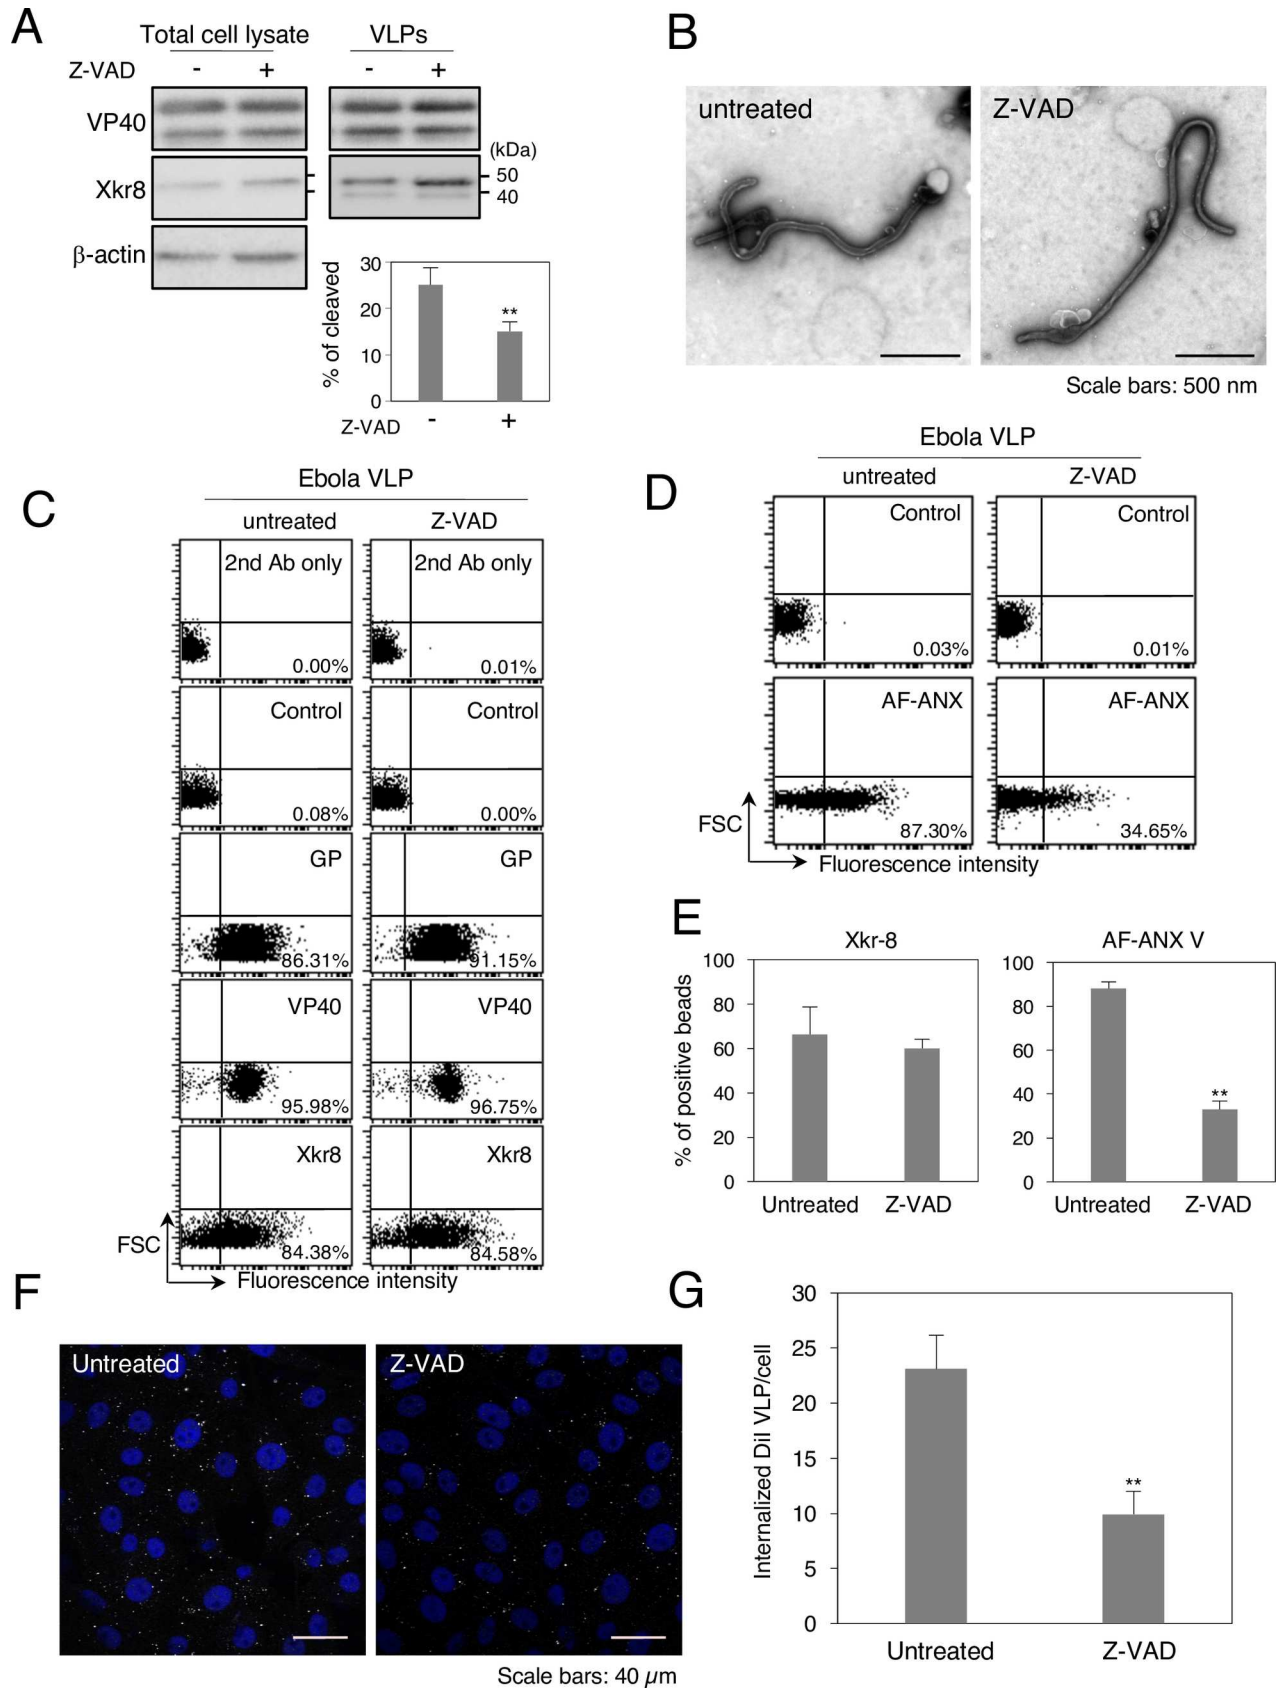 A
Total cell lysate
VLPs
Z-VAD - + - +
VP40
Xkr8
(kDa)
50
40
β-actin
% of cleaved
30
20
10
0
**
Z-VAD - +
B
untreated
Z-VAD
Scale bars: 500 nm
C
Ebola VLP
untreated Z-VAD
2nd Ab only 2nd Ab only
0.00% 0.01%
Control Control
0.08% 0.00%
GP GP
86.31% 91.15%
VP40 VP40
95.98% 96.75%
Xkr8 Xkr8
84.38% 84.58%
FSC
Fluorescence intensity
D
Ebola VLP
untreated Z-VAD
Control Control
0.03% 0.01%
AF-ANX AF-ANX
87.30% 34.65%
FSC
Fluorescence intensity
E
Xkr-8
% of positive beads
100
80
60
40
20
0
Untreated Z-VAD
AF-ANX V
100
80
60
40
20
0
**
Untreated Z-VAD
F
Untreated
Z-VAD
Scale bars: 40 µm
G
Internalized DiI VLP/cell
30
25
20
15
10
5
0
**
Untreated Z-VAD